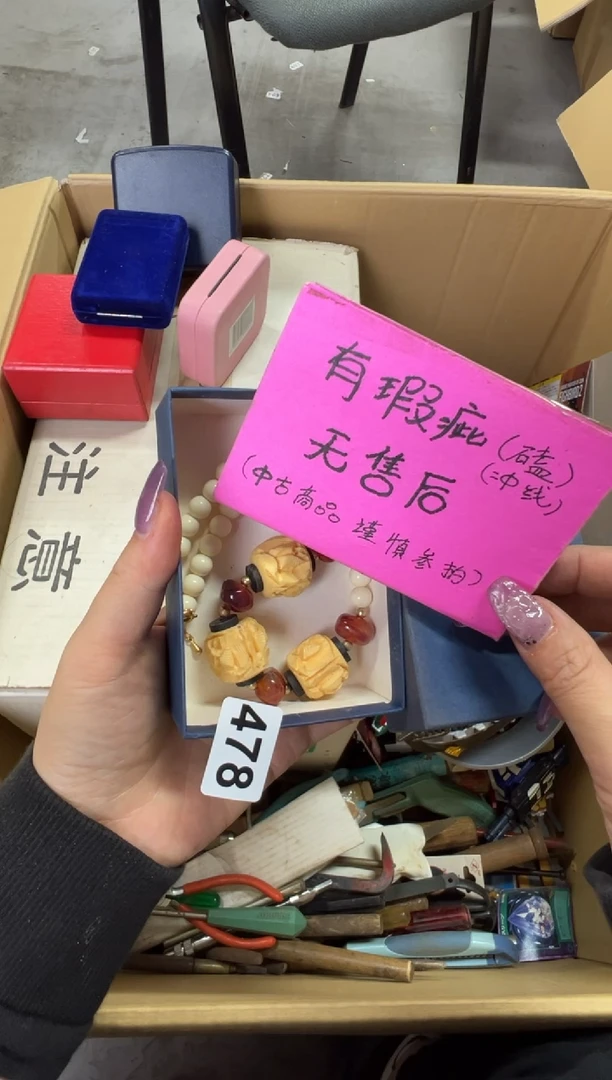 有瑕疵(磕)
无售后(冲线)
(中古商品 谨慎参拍)
478
注意